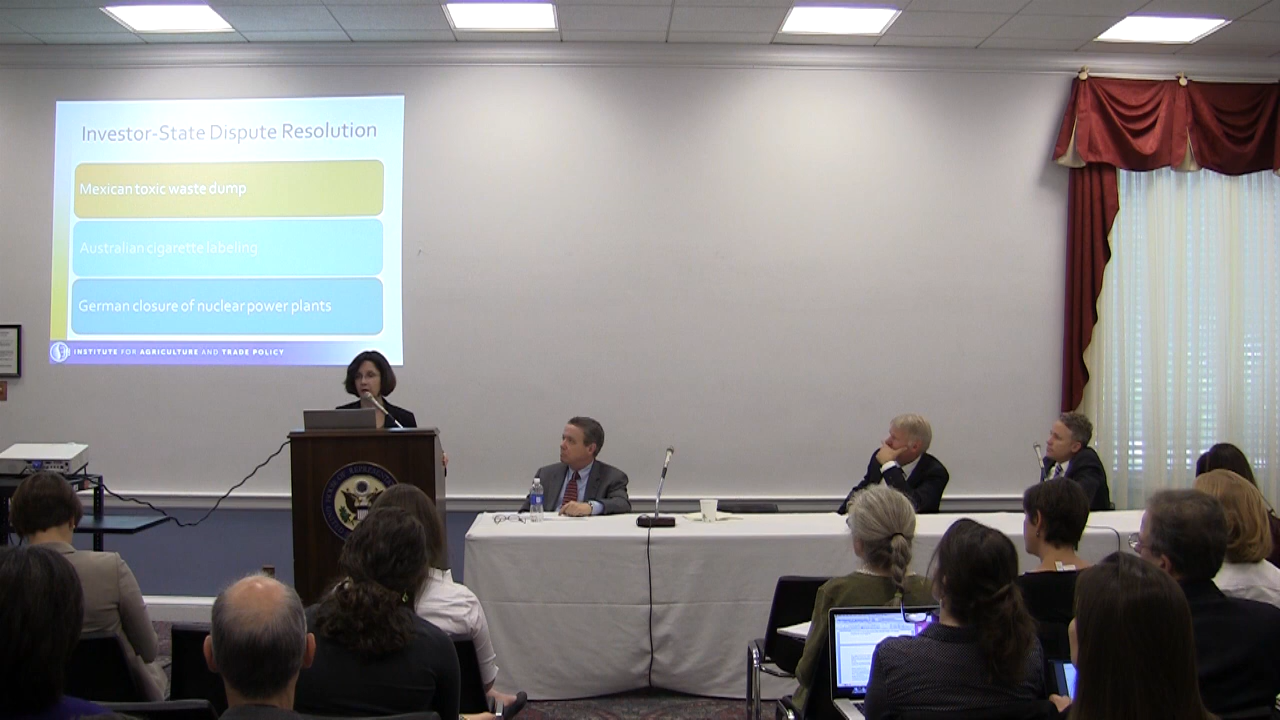 Investor-State Dispute Resolution
Mexican toxic waste dump
Australian cigarette labeling
German closure of nuclear power plants
INSTITUTE FOR AGRICULTURE AND TRADE POLICY